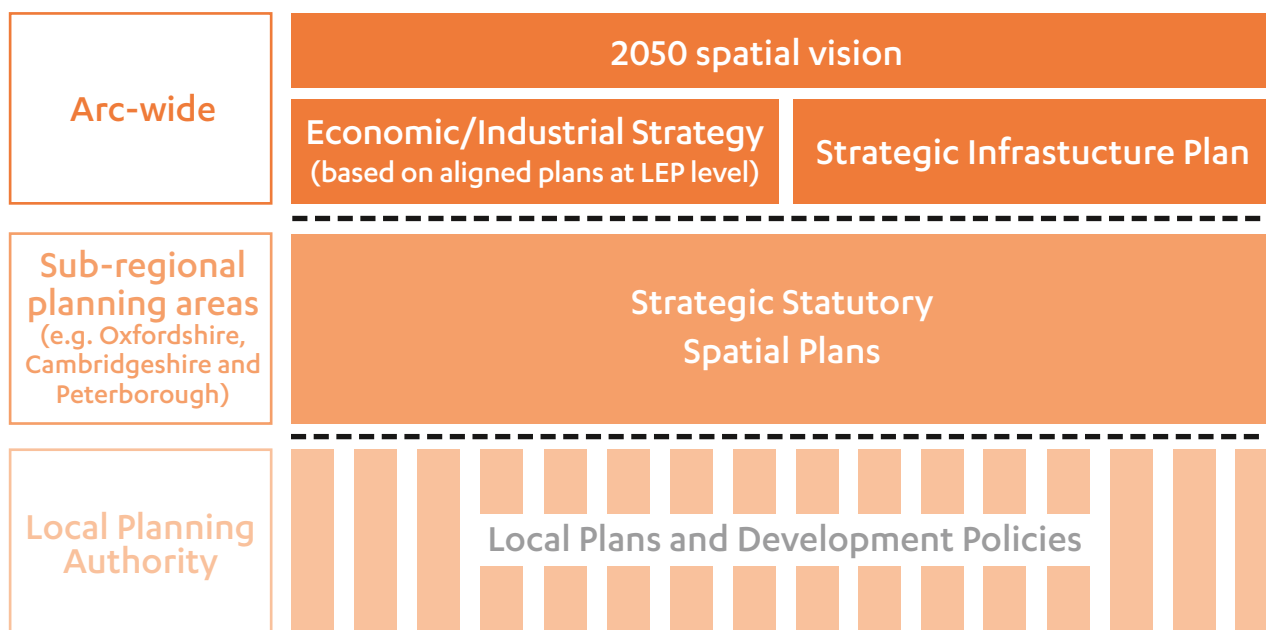 2050 spatial vision
Arc-wide
Economic/Industrial Strategy
(based on aligned plans at LEP level)
Strategic Infrastucture Plan
Sub-regional
planning areas
(e.g. Oxfordshire,
Cambridgeshire and
Peterborough)
Strategic Statutory
Spatial Plans
Local Planning
Authority
Local Plans and Development Policies